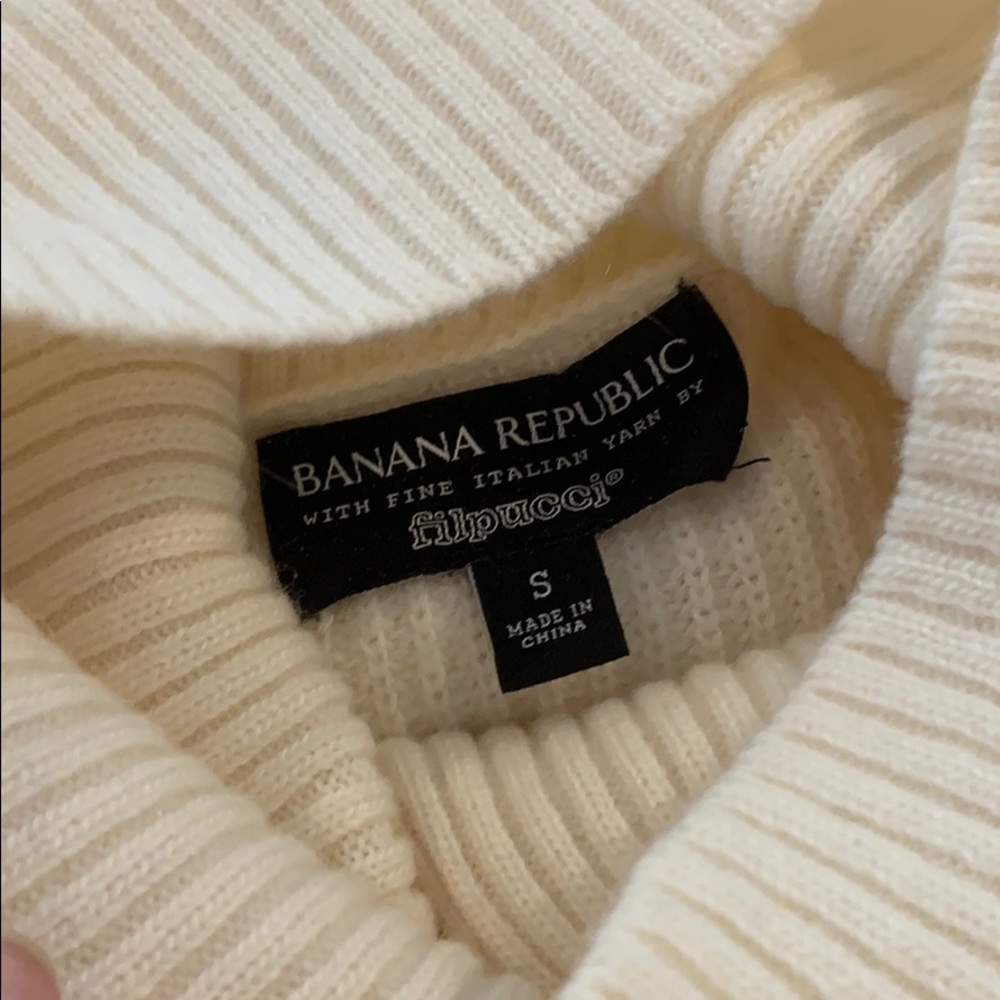 BANANA REPUBLIC
WITH FINE ITALIAN YARN BY
filpucci®
S
MADE IN
CHINA